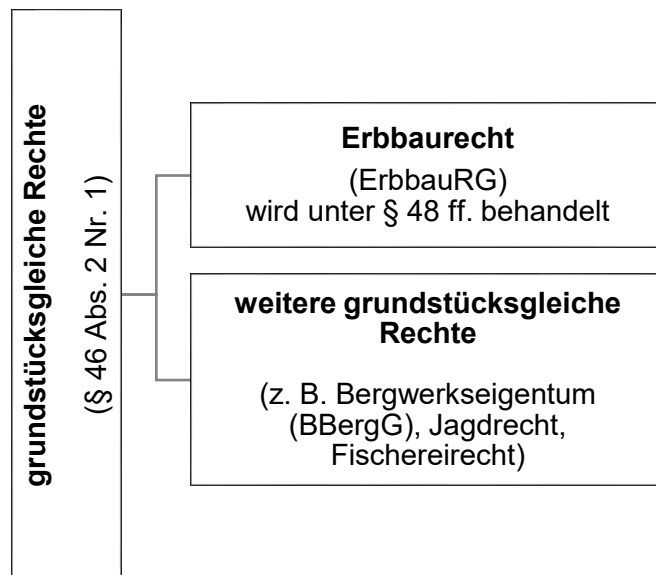 grundstücksgleiche Rechte
(§ 46 Abs. 2 Nr. 1)
Erbbaurecht
(ErbbauRG)
wird unter § 48 ff. behandelt
weitere grundstücksgleiche
Rechte
(z. B. Bergwerkseigentum
(BBergG), Jagdrecht,
Fischereirecht)